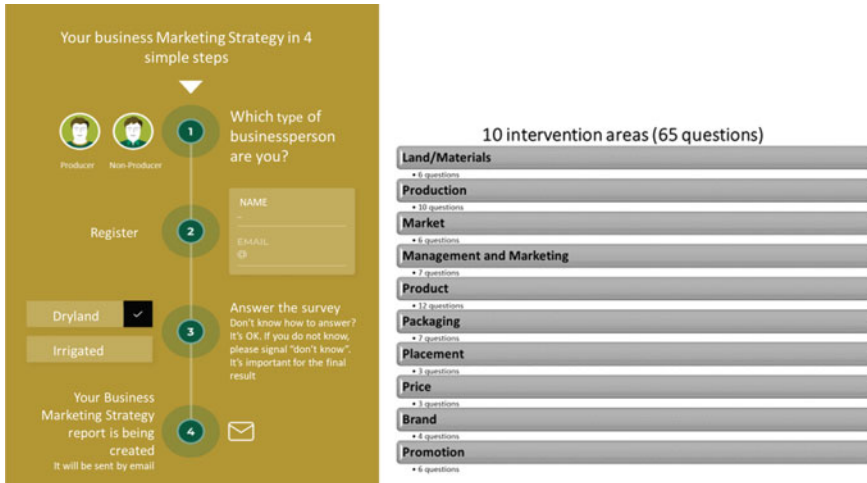 Your business Marketing Strategy in 4
simple steps
1
Which type of
businessperson
are you?
Producer
Non-Producer
Register
2
NAME
EMAIL
@
Dryland
Irrigated
3
Answer the survey
Don't know how to answer?
It's OK. If you do not know,
please signal "don't know".
It's important for the final
result
Your Business
Marketing Strategy
report is being
created
It will be sent by email
4
10 intervention areas (65 questions)
Land/Materials
• 6 questions
Production
• 10 questions
Market
• 6 questions
Management and Marketing
• 7 questions
Product
• 12 questions
Packaging
• 7 questions
Placement
• 3 questions
Price
• 3 questions
Brand
• 4 questions
Promotion
• 6 questions